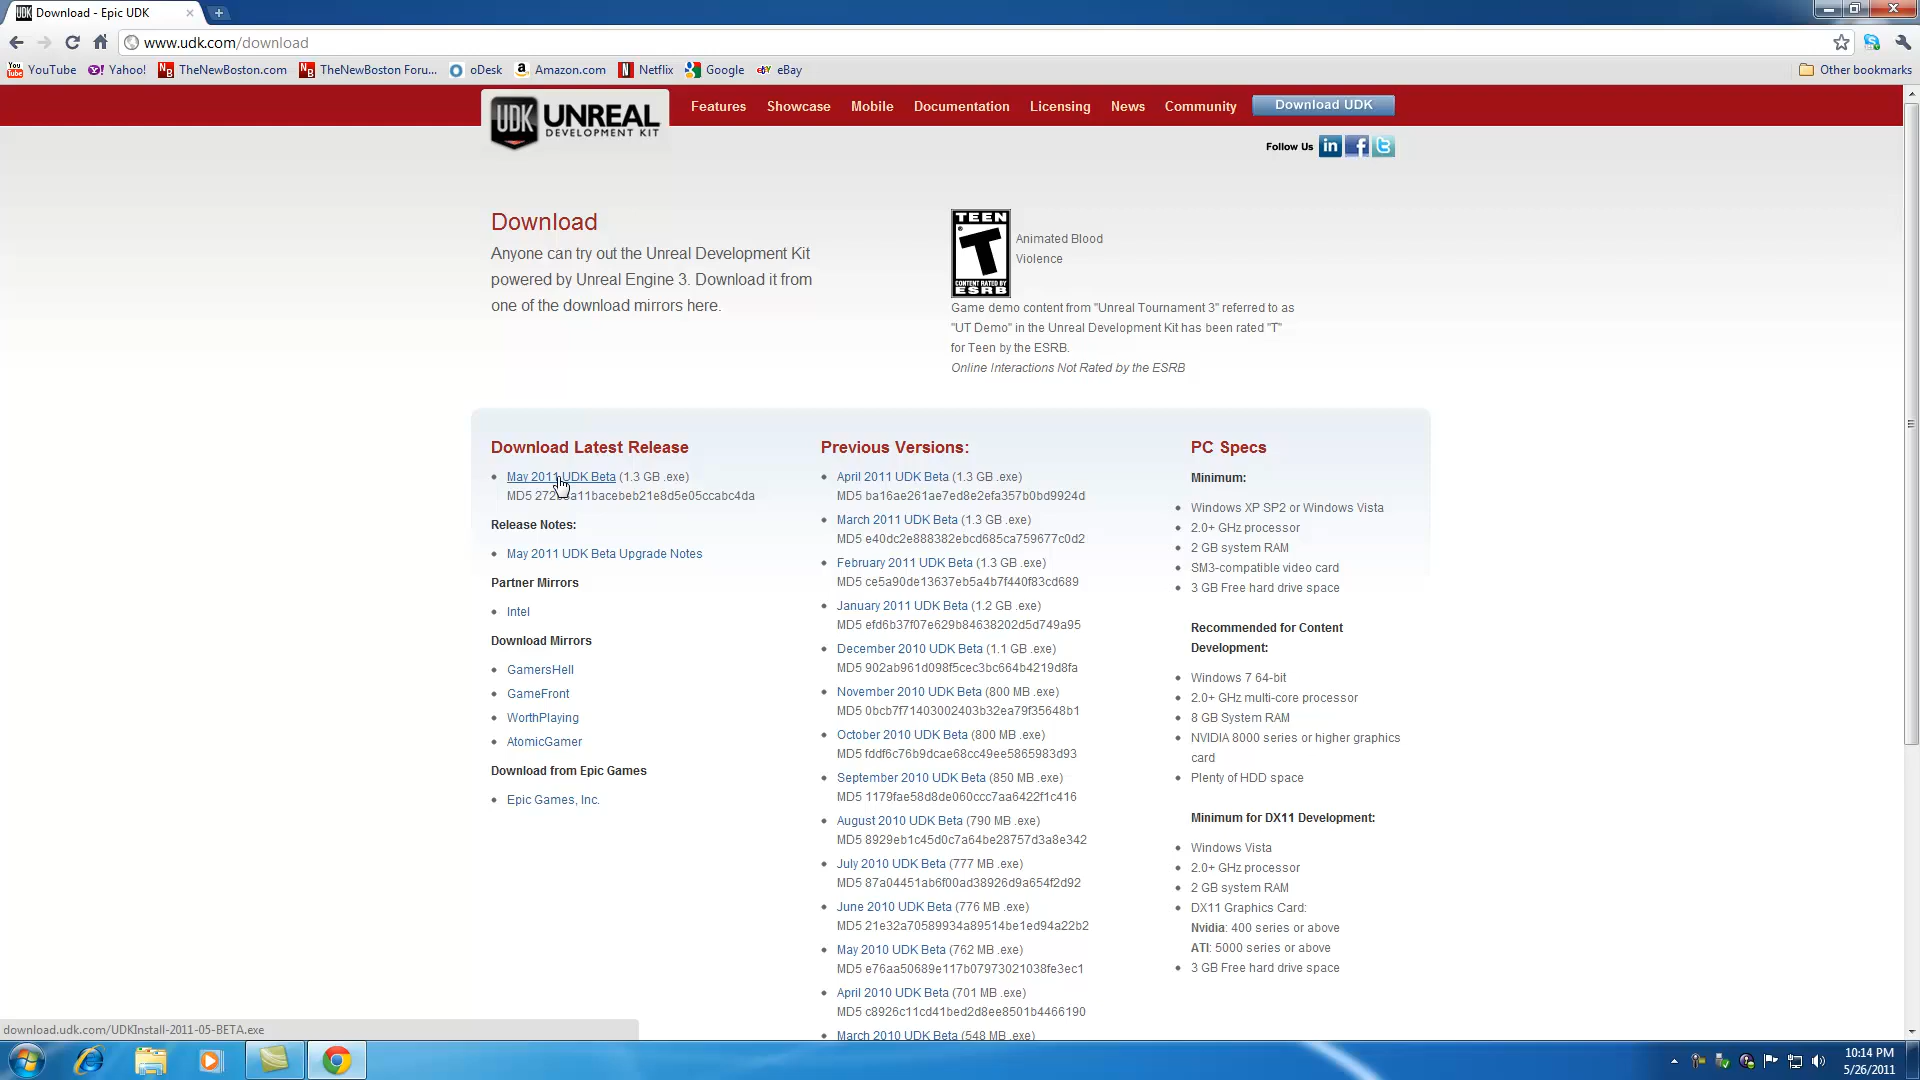 Download - Epic UDK
www.udk.com/download
You Tube YouTube Yahoo! TheNewBoston.com TheNewBoston Foru... oDesk Amazon.com Netflix Google eBay Other bookmarks
UDK UNREAL
DEVELOPMENT KIT
Features Showcase Mobile Documentation Licensing News Community Download UDK
Follow Us
Download
Anyone can try out the Unreal Development Kit
powered by Unreal Engine 3. Download it from
one of the download mirrors here.
TEEN
T
CONTENT RATED BY
ESRB
Animated Blood
Violence
Game demo content from "Unreal Tournament 3" referred to as
"UT Demo" in the Unreal Development Kit has been rated "T"
for Teen by the ESRB.
Online Interactions Not Rated by the ESRB
Download Latest Release
May 2011 UDK Beta (1.3 GB .exe)
Release Notes:
May 2011 UDK Beta Upgrade Notes
Partner Mirrors
Intel
Download Mirrors
GamersHell
GameFront
WorthPlaying
AtomicGamer
Download from Epic Games
Epic Games, Inc.
Previous Versions:
April 2011 UDK Beta (1.3 GB .exe)
MD5 ba16ae261ae7ed8e2efa357b0bd9924d
March 2011 UDK Beta (1.3 GB .exe)
MD5 e40dc2e888382ebcd685ca759677c0d2
February 2011 UDK Beta (1.3 GB .exe)
MD5 ce5a90de13637eb5a4b7f440f83cd689
January 2011 UDK Beta (1.2 GB .exe)
MD5 efd6b37f07e629b84638202d5d749a95
December 2010 UDK Beta (1.1 GB .exe)
MD5 902ab961d098f5cec3bc664b4219d8fa
November 2010 UDK Beta (800 MB .exe)
MD5 0bcb7f71403002403b32ea79f35648b1
October 2010 UDK Beta (800 MB .exe)
MD5 fddf6c76b9dcae68cc49ee5865983d93
September 2010 UDK Beta (850 MB .exe)
MD5 1179fae58d8de060ccc7aa6422f1c416
August 2010 UDK Beta (790 MB .exe)
MD5 8929eb1c45d0c7a64be28757d3a8e342
July 2010 UDK Beta (777 MB .exe)
MD5 87a04451ab6f00ad38926d9a654f2d92
June 2010 UDK Beta (776 MB .exe)
MD5 21e32a70589934a89514be1ed94a22b2
May 2010 UDK Beta (762 MB .exe)
MD5 e76aa50689e117b07973021038fe3ec1
April 2010 UDK Beta (701 MB .exe)
MD5 c8926c11cd41bed2d8ee8501b4466190
March 2010 UDK Beta (548 MB .exe)
PC Specs
Minimum:
Windows XP SP2 or Windows Vista
2.0+ GHz processor
2 GB system RAM
SM3-compatible video card
3 GB Free hard drive space
Recommended for Content
Development:
Windows 7 64-bit
2.0+ GHz multi-core processor
8 GB System RAM
NVIDIA 8000 series or higher graphics
card
Plenty of HDD space
Minimum for DX11 Development:
Windows Vista
2.0+ GHz processor
2 GB system RAM
DX11 Graphics Card:
Nvidia: 400 series or above
ATI: 5000 series or above
3 GB Free hard drive space
download.udk.com/UDKInstall-2011-05-BETA.exe
10:14 PM
5/26/2011